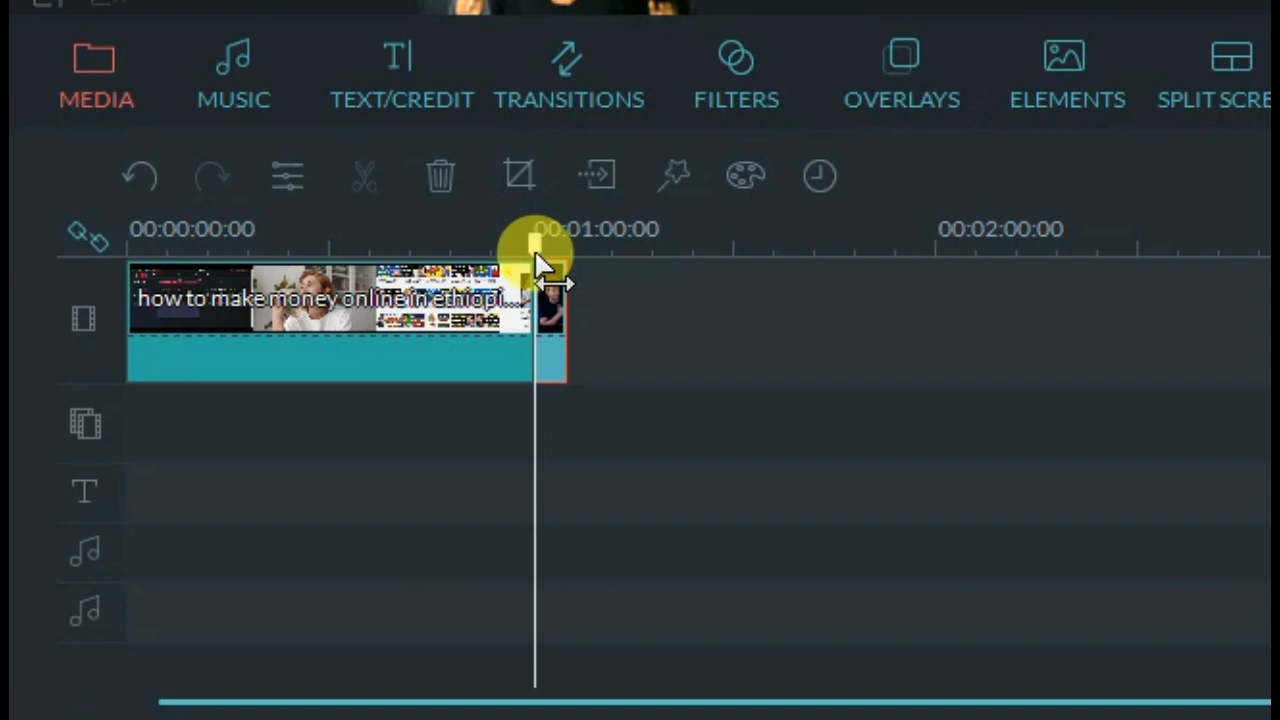 MEDIA MUSIC TEXT/CREDIT TRANSITIONS FILTERS OVERLAYS ELEMENTS SPLIT SCRE
00:00:00:00 00:01:00:00 00:02:00:00
how to make money online in ethiopi...